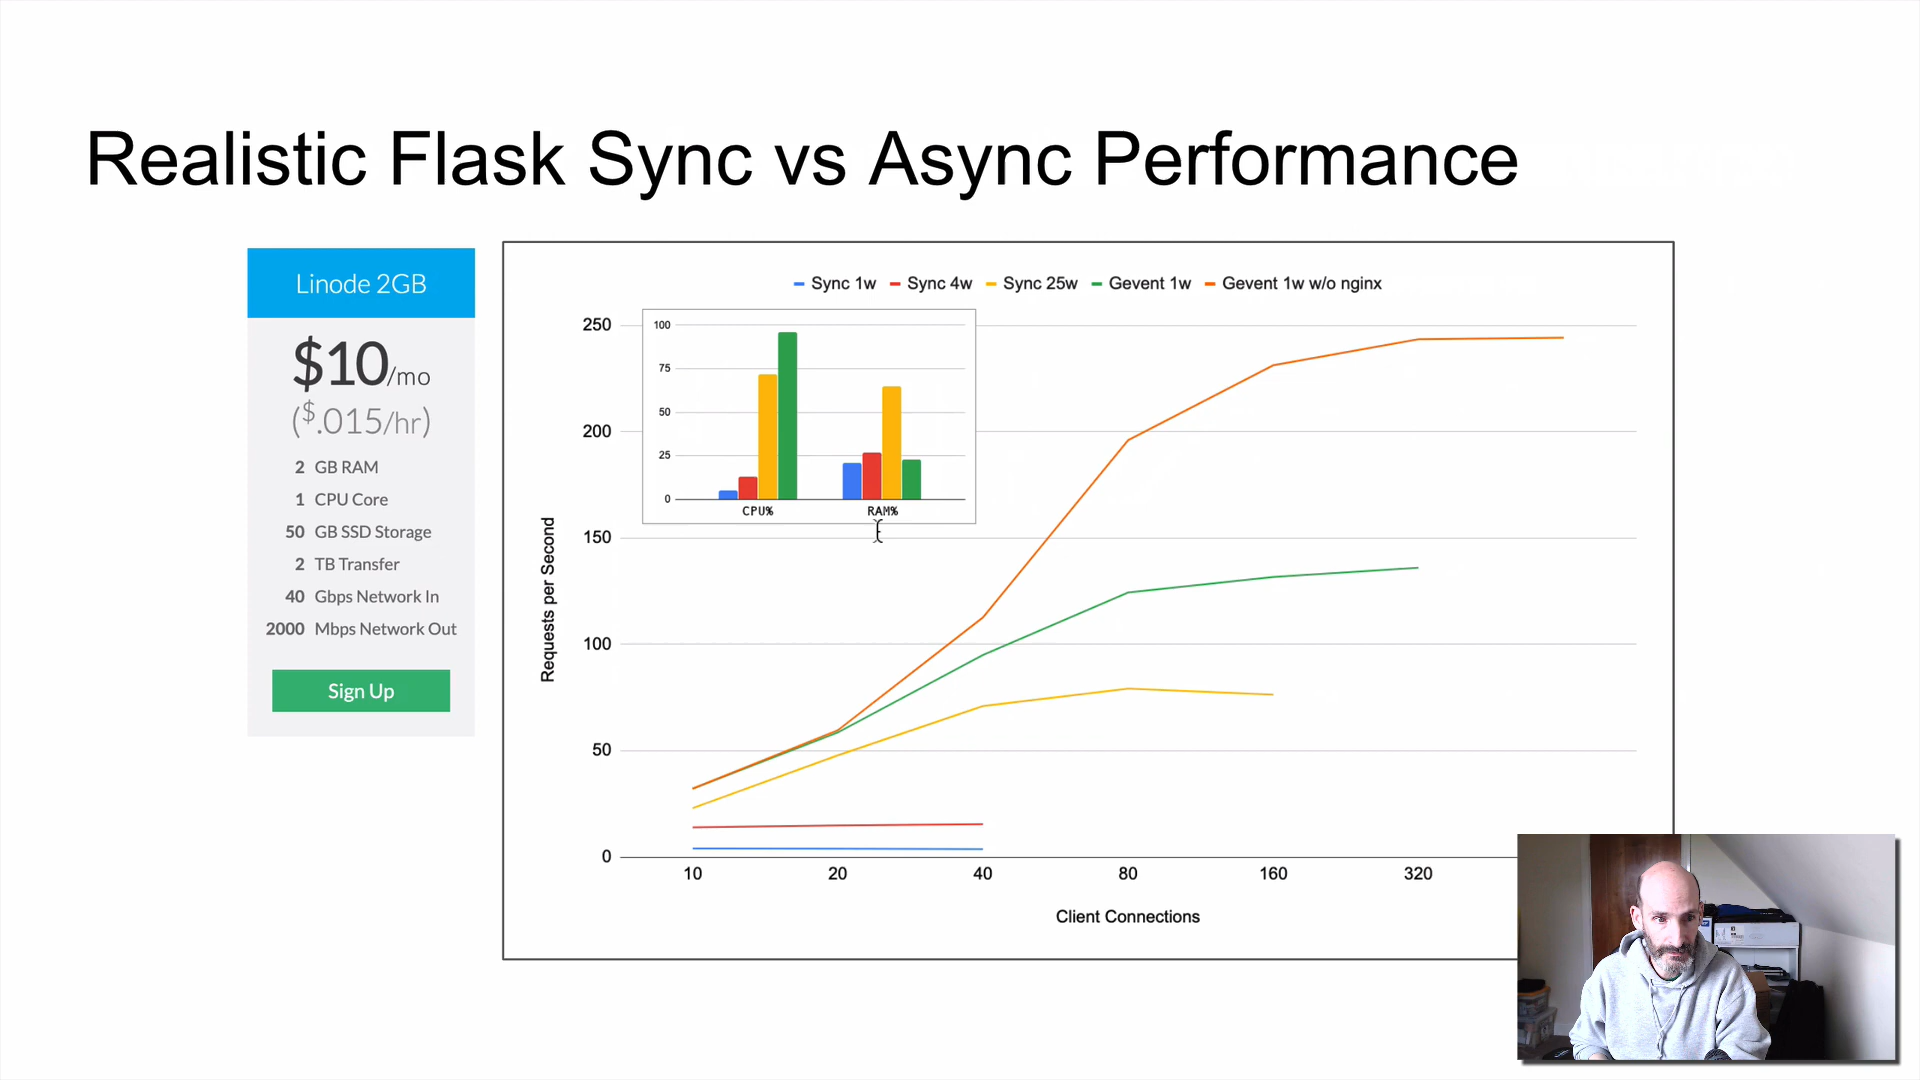 Realistic Flask Sync vs Async Performance
Linode 2GB
$10/mo
($.015/hr)
2 GB RAM
1 CPU Core
50 GB SSD Storage
2 TB Transfer
40 Gbps Network In
2000 Mbps Network Out
Sign Up
Sync 1w Sync 4w Sync 25w Gevent 1w Gevent 1w w/o nginx
250
200
150
100
50
0
Requests per Second
100
75
50
25
0
CPU% RAM%
10 20 40 80 160 320
Client Connections